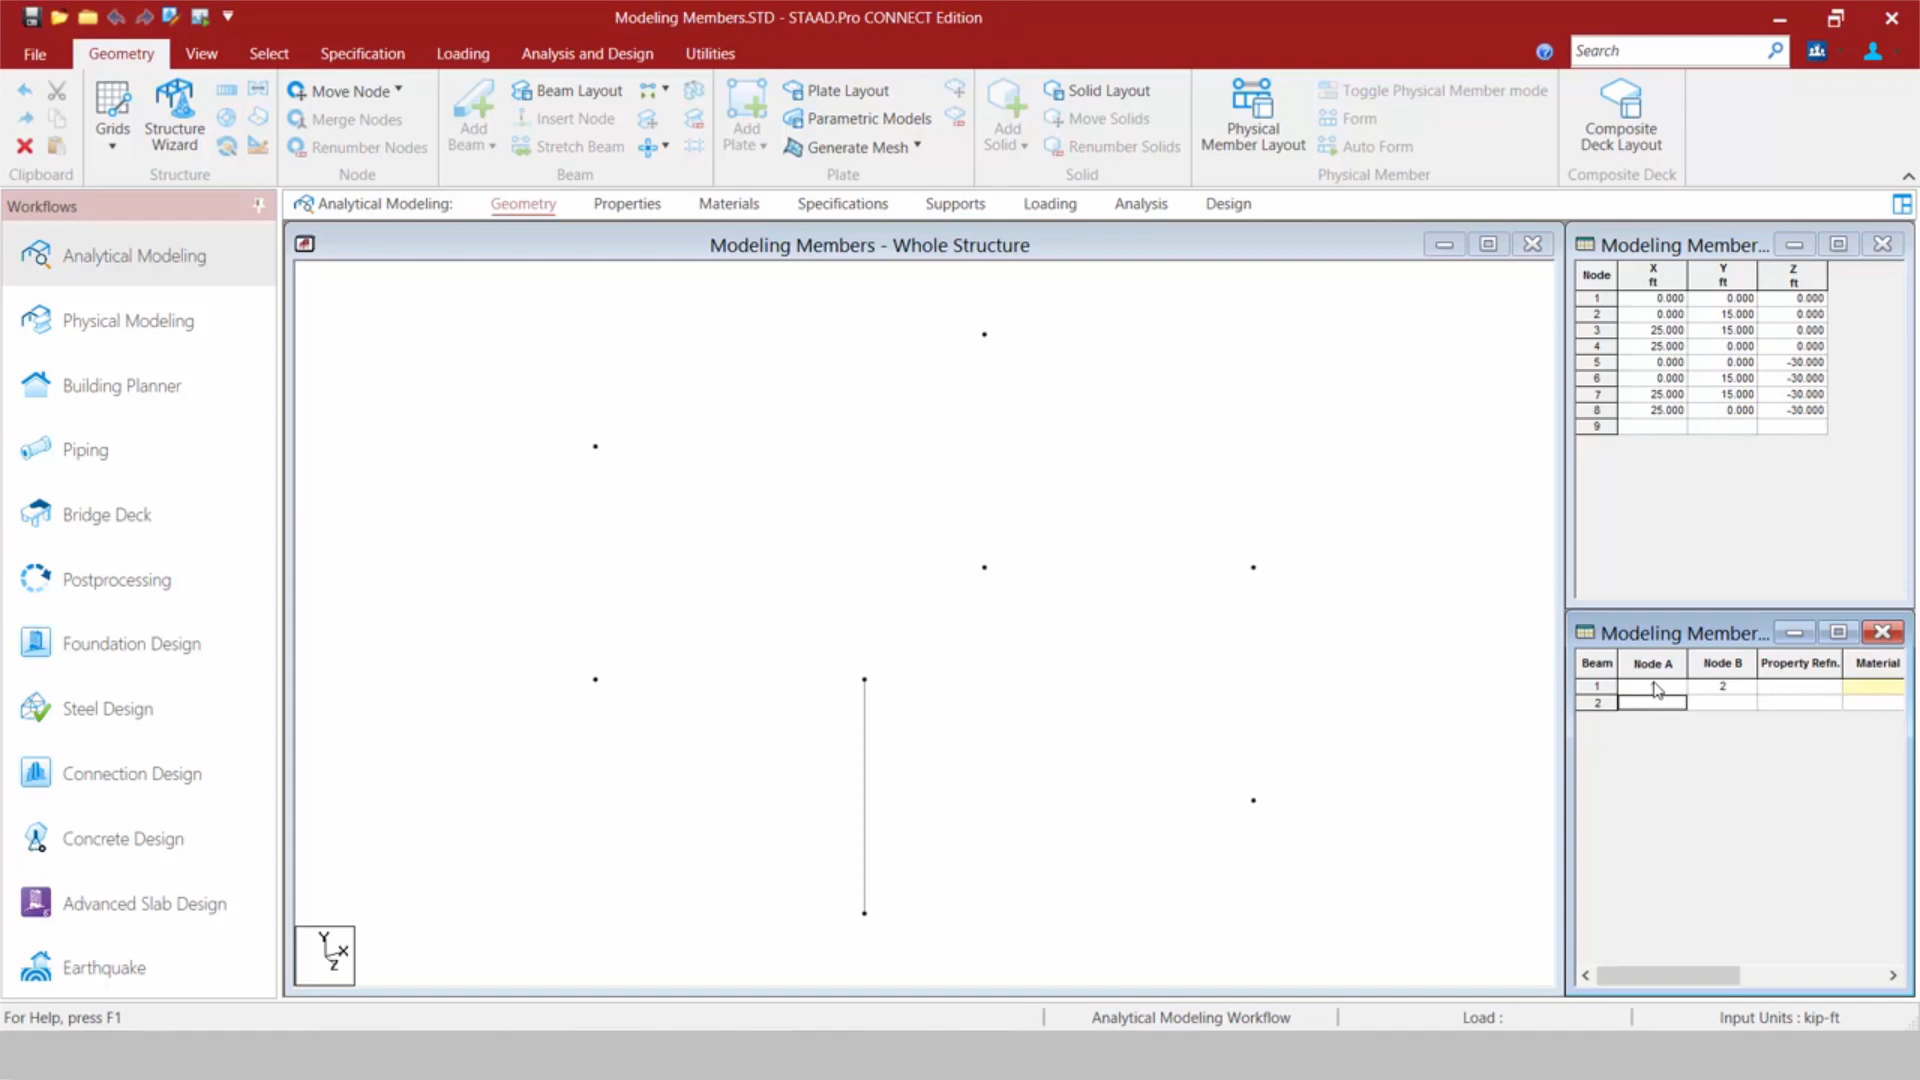 Modeling Members.STD - STAAD.Pro CONNECT Edition
File Geometry View Select Specification Loading Analysis and Design Utilities Search
Move Node Beam Layout Plate Layout Solid Layout Toggle Physical Member mode
Merge Nodes Insert Node Parametric Models Move Solids Form
Renumber Nodes Stretch Beam Generate Mesh Renumber Solids Auto Form
Grids Structure Wizard Add Beam Add Plate Add Solid Physical Member Layout Composite Deck Layout
Clipboard Structure Node Beam Plate Solid Physical Member Composite Deck
Workflows
Analytical Modeling: Geometry Properties Materials Specifications Supports Loading Analysis Design
Analytical Modeling
Physical Modeling
Building Planner
Piping
Bridge Deck
Postprocessing
Foundation Design
Steel Design
Connection Design
Concrete Design
Advanced Slab Design
Earthquake
Modeling Members - Whole Structure
Y
X
Z
Modeling Member...
Node X ft Y ft Z ft
1 0.000 0.000 0.000
2 0.000 15.000 0.000
3 25.000 15.000 0.000
4 25.000 0.000 0.000
5 0.000 0.000 -30.000
6 0.000 15.000 -30.000
7 25.000 15.000 -30.000
8 25.000 0.000 -30.000
9
Modeling Member...
Beam Node A Node B Property Refn. Material
1 2
2
For Help, press F1 Analytical Modeling Workflow Load : Input Units : kip-ft